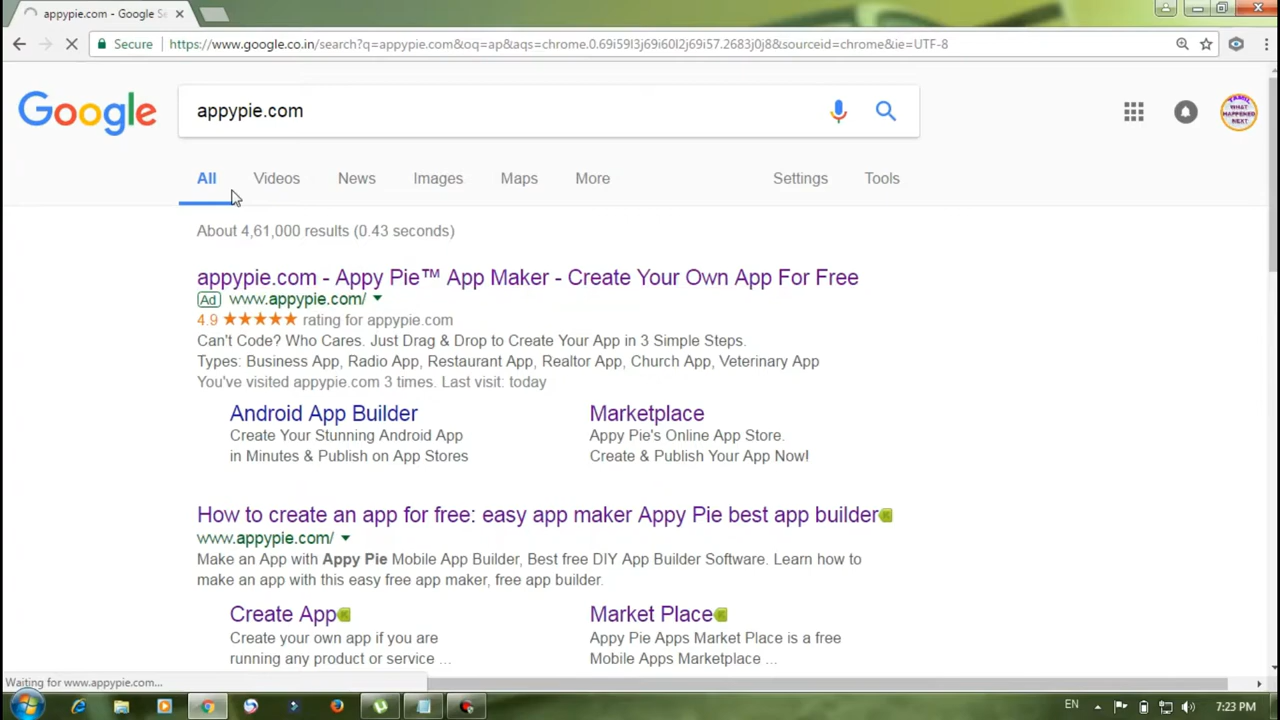 appypie.com - Google Se
Secure https://www.google.co.in/search?q=appypie.com&oq=ap&aqs=chrome.0.69i59l3j69i60l2j69i57.2683j0j8&sourceid=chrome&ie=UTF-8
Google
appypie.com
TAMIL WHAT HAPPENED NEXT
All Videos News Images Maps More Settings Tools
About 4,61,000 results (0.43 seconds)
appypie.com - Appy Pie™ App Maker - Create Your Own App For Free
Ad www.appypie.com/
4.9 ★★★★★ rating for appypie.com
Can't Code? Who Cares. Just Drag & Drop to Create Your App in 3 Simple Steps.
Types: Business App, Radio App, Restaurant App, Realtor App, Church App, Veterinary App
You've visited appypie.com 3 times. Last visit: today
Android App Builder Marketplace
Create Your Stunning Android App Appy Pie's Online App Store.
in Minutes & Publish on App Stores Create & Publish Your App Now!
How to create an app for free: easy app maker Appy Pie best app builder
www.appypie.com/
Make an App with Appy Pie Mobile App Builder, Best free DIY App Builder Software. Learn how to
make an app with this easy free app maker, free app builder.
Create App Market Place
Create your own app if you are Appy Pie Apps Market Place is a free
running any product or service ... Mobile Apps Marketplace ...
Waiting for www.appypie.com...
EN 7:23 PM